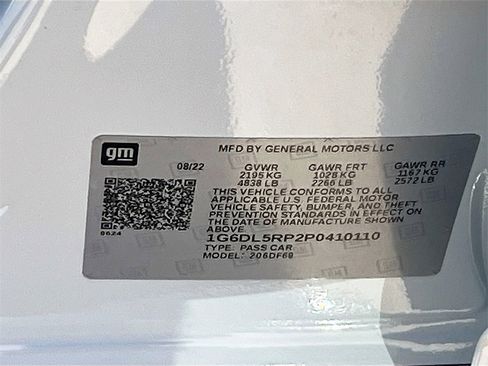 gm
MFD BY GENERAL MOTORS LLC
08/22 GVWR GAWR FRT GAWR RR
2195 KG 1028 KG 1167 KG
4838 LB 2266 LB 2572 LB
THIS VEHICLE CONFORMS TO ALL
APPLICABLE U.S. FEDERAL MOTOR
VEHICLE SAFETY, BUMPER, AND THEFT
PREVENTION STANDARDS IN EFFECT ON
THE DATE OF MANUFACTURE SHOWN
ABOVE.
0624
1G6DL5RP2P0410110
TYPE: PASS CAR
MODEL: 206DF69